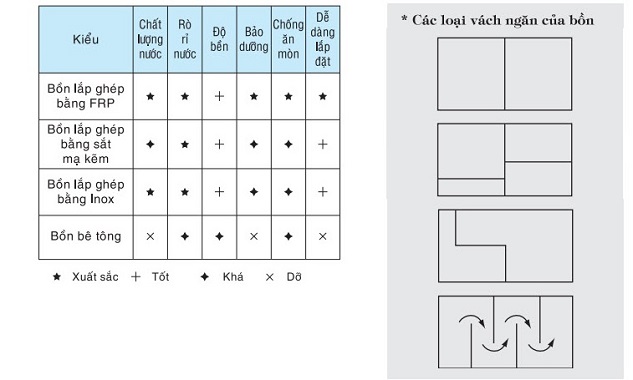 Kiểu
Chất
lượng
nước
Rò
rỉ
nước
Độ
bền
Bảo
dưỡng
Chống
ăn
mòn
Dễ
dàng
lắp
đặt
Bồn lắp ghép
bằng FRP
★ ★ + ★ ★ ★
Bồn lắp ghép
bằng sắt
mạ kẽm
✦ ★ + ✦ ✦ +
Bồn lắp ghép
bằng Inox
★ ★ + ✦ ✦ +
Bồn bê tông
× ✦ ✦ × ✦ ×
★ Xuất sắc + Tốt ✦ Khá × Dỡ
* Các loại vách ngăn của bồn